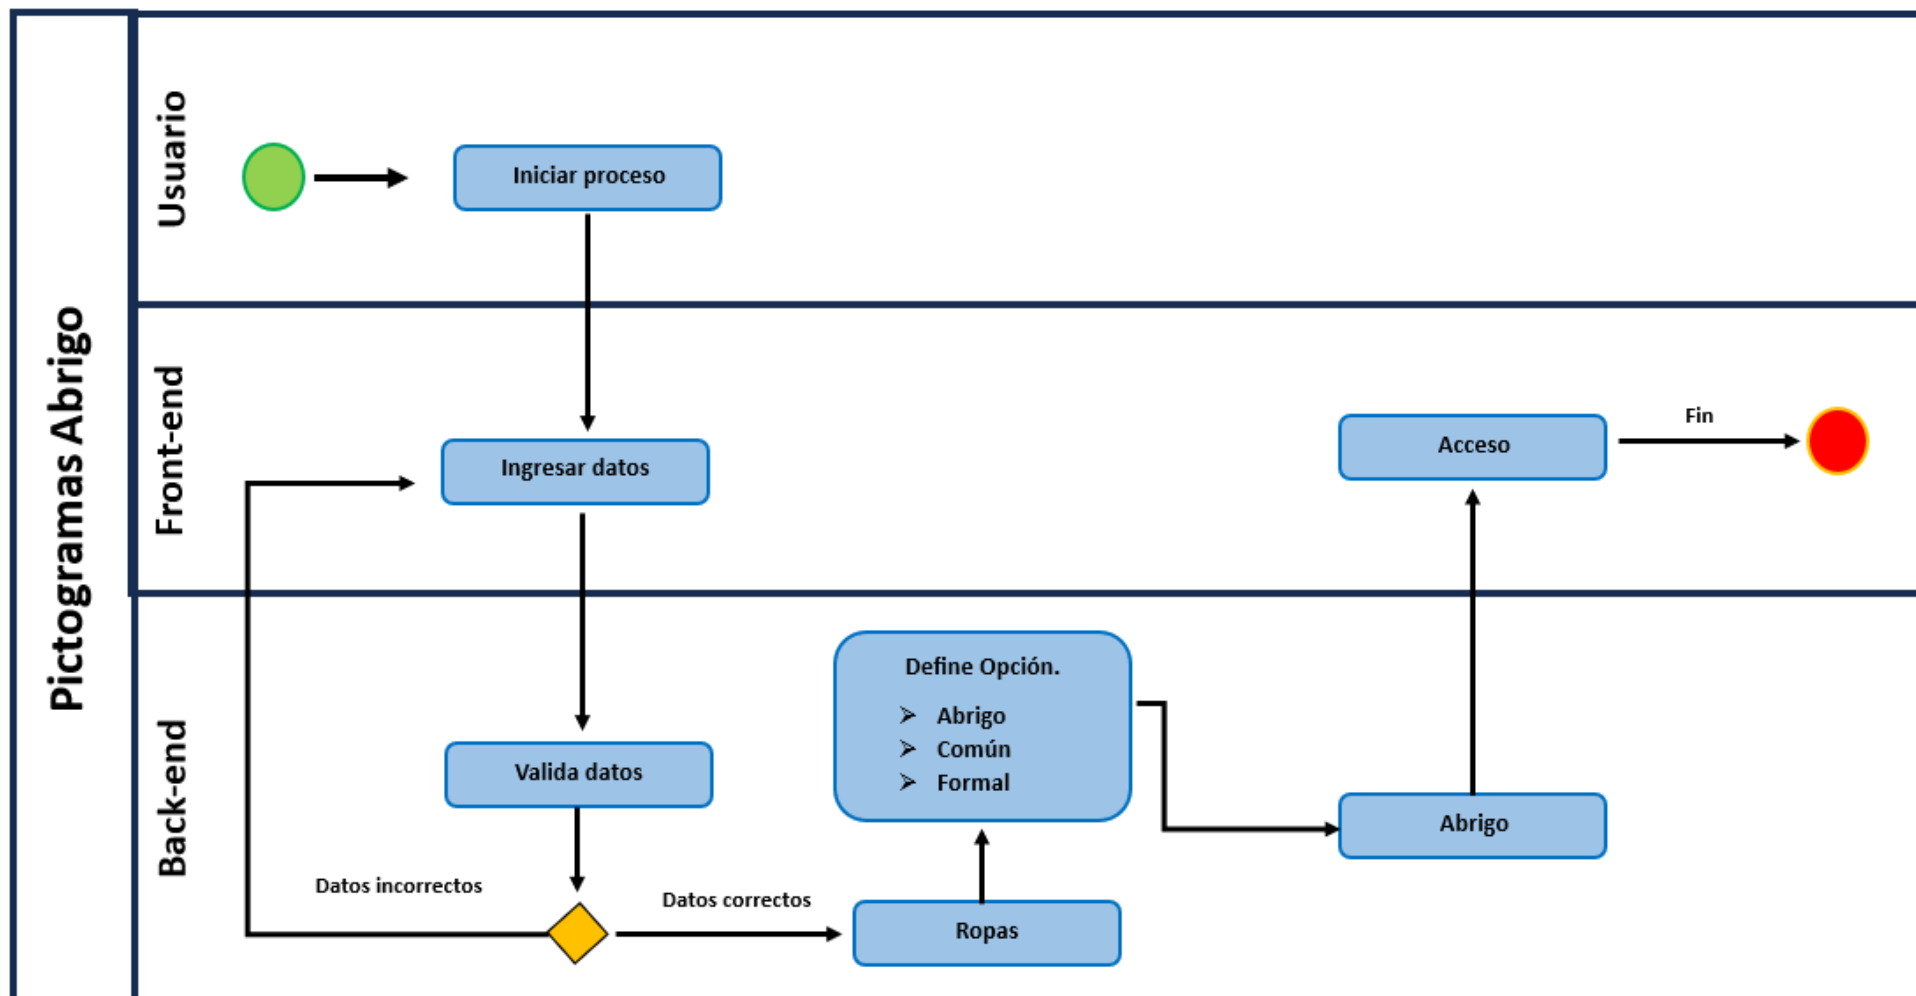 Pictogramas Abrigo
Usuario
Iniciar proceso
Front-end
Ingresar datos
Acceso
Fin
Back-end
Valida datos
Datos incorrectos
Datos correctos
Define Opción.
➢ Abrigo
➢ Común
➢ Formal
Ropas
Abrigo